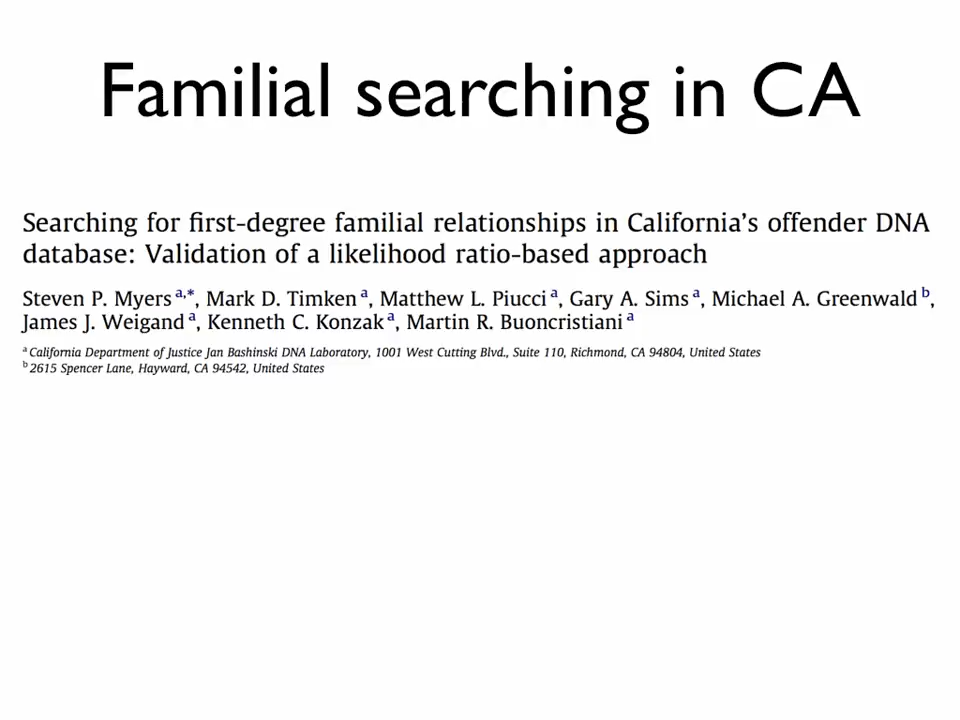 Familial searching in CA
Searching for first-degree familial relationships in California's offender DNA
database: Validation of a likelihood ratio-based approach
Steven P. Myers a,*, Mark D. Timken a, Matthew L. Piucci a, Gary A. Sims a, Michael A. Greenwald b,
James J. Weigand a, Kenneth C. Konzak a, Martin R. Buoncristiani a
a California Department of Justice Jan Bashinski DNA Laboratory, 1001 West Cutting Blvd., Suite 110, Richmond, CA 94804, United States
b 2615 Spencer Lane, Hayward, CA 94542, United States